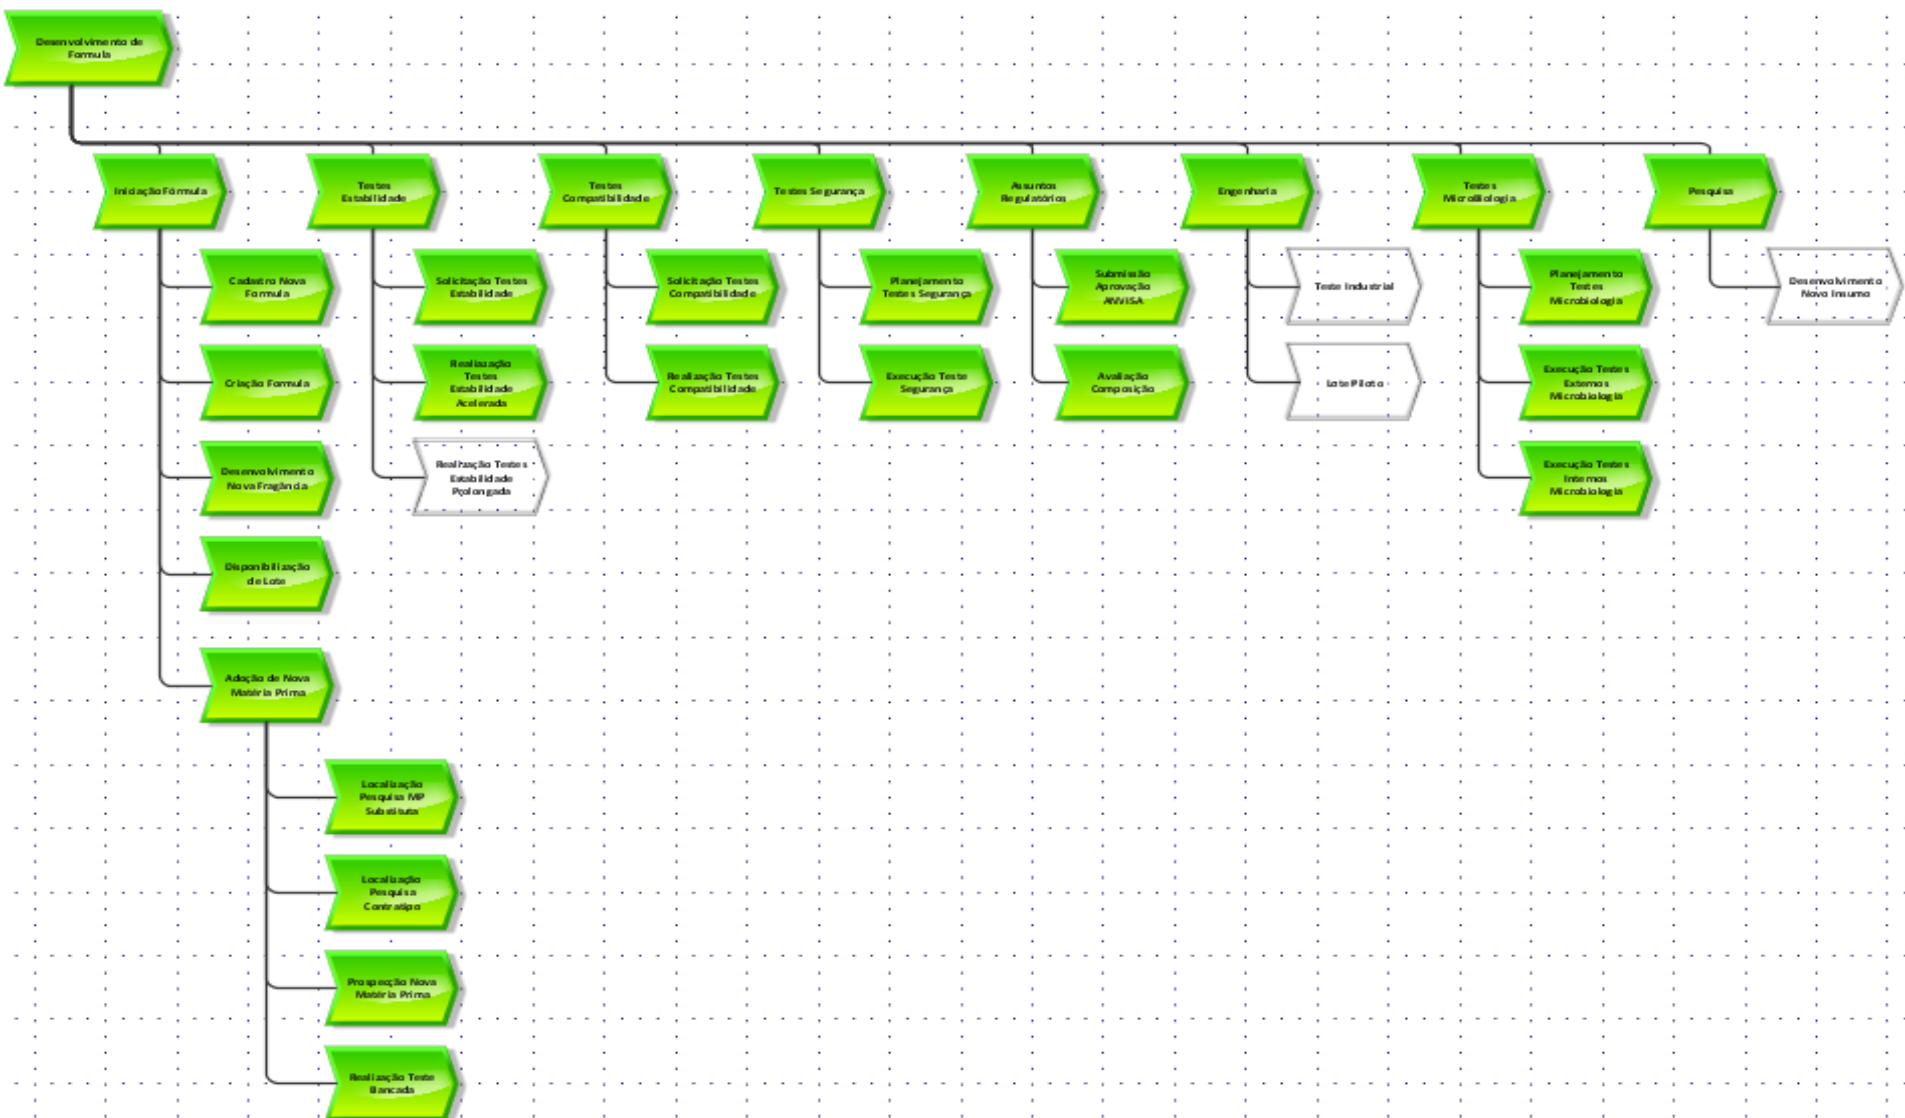 Desenvolvimento de
Formula
Iniciação Fórmula
Testes
Estabilidade
Testes
Compatibilidade
Testes Segurança
Assuntos
Regulatórios
Engenharia
Testes
MicroBiologia
Pesquisa
Cadastro Nova
Formula
Solicitação Testes
Estabilidade
Solicitação Testes
Compatibilidade
Planejamento
Testes Segurança
Submissão
Aprovação
ANVISA
Teste Industrial
Planejamento
Testes
Microbiologia
Desenvolvimento
Novo Insumo
Criação Formula
Realização
Testes
Estabilidade
Acelerada
Realização Testes
Compatibilidade
Execução Teste
Segurança
Avaliação
Composição
Lote Piloto
Execução Testes
Externos
Microbiologia
Desenvolvimento
Nova Fragância
Realização Testes
Estabilidade
Prolongada
Execução Testes
Internos
Microbiologia
Disponibilização
de Lote
Adoção de Nova
Matéria Prima
Localização
Pesquisa MP
Substituta
Localização
Pesquisa
Contratipo
Prospecção Nova
Matéria Prima
Realização Teste
Bancada